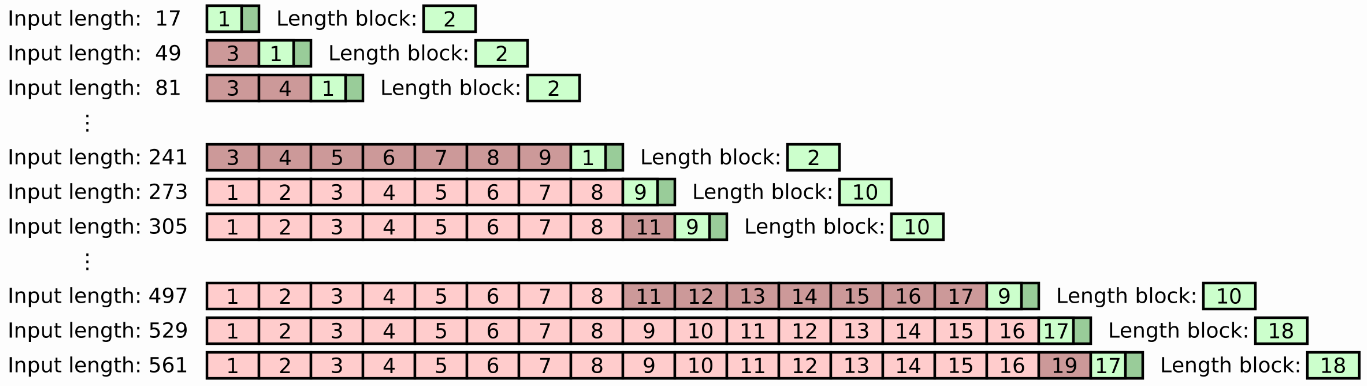 Input length: 17 1 Length block: 2
Input length: 49 3 1 Length block: 2
Input length: 81 3 4 1 Length block: 2
⋮
Input length: 241 3 4 5 6 7 8 9 1 Length block: 2
Input length: 273 1 2 3 4 5 6 7 8 9 Length block: 10
Input length: 305 1 2 3 4 5 6 7 8 11 9 Length block: 10
⋮
Input length: 497 1 2 3 4 5 6 7 8 11 12 13 14 15 16 17 9 Length block: 10
Input length: 529 1 2 3 4 5 6 7 8 9 10 11 12 13 14 15 16 17 Length block: 18
Input length: 561 1 2 3 4 5 6 7 8 9 10 11 12 13 14 15 16 19 17 Length block: 18